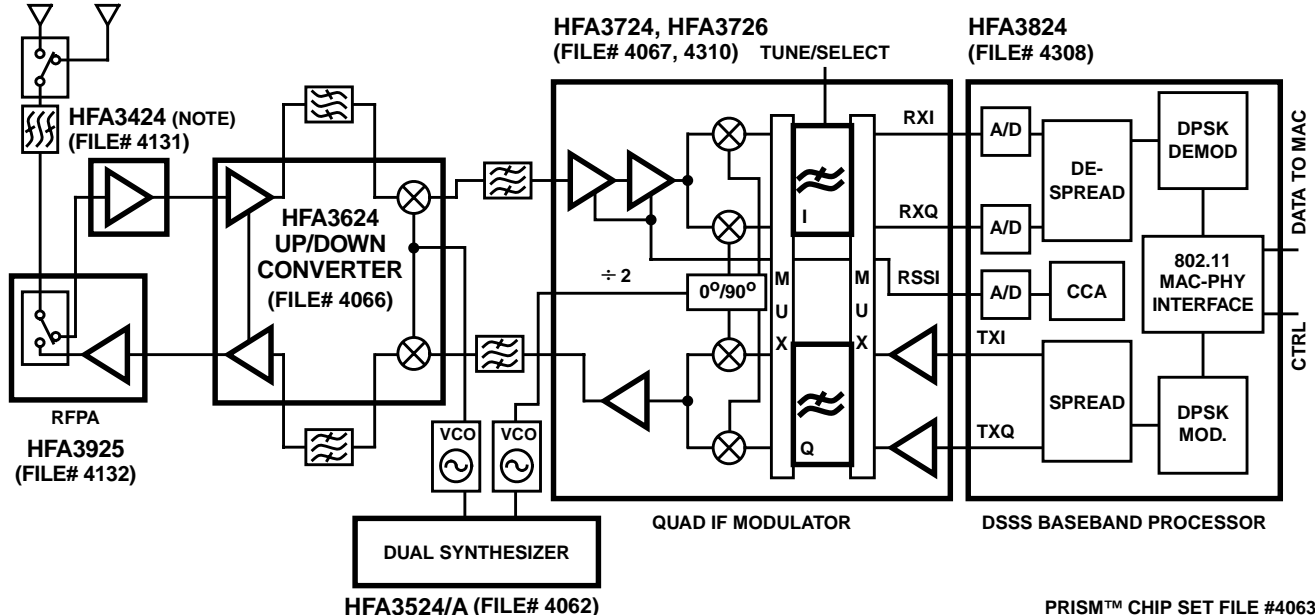 HFA3724, HFA3726
(FILE# 4067, 4310)
TUNE/SELECT
HFA3824
(FILE# 4308)
HFA3424 (NOTE)
(FILE# 4131)
HFA3624
UP/DOWN
CONVERTER
(FILE# 4066)
RFPA
HFA3925
(FILE# 4132)
VCO
VCO
DUAL SYNTHESIZER
HFA3524/A (FILE# 4062)
÷ 2
0°/90°
I
Q
M
U
X
M
U
X
RXI
RXQ
RSSI
TXI
TXQ
QUAD IF MODULATOR
A/D
A/D
A/D
DE-
SPREAD
CCA
SPREAD
DPSK
DEMOD
802.11
MAC-PHY
INTERFACE
DPSK
MOD.
DATA TO MAC
CTRL
DSSS BASEBAND PROCESSOR
PRISM™ CHIP SET FILE #4063